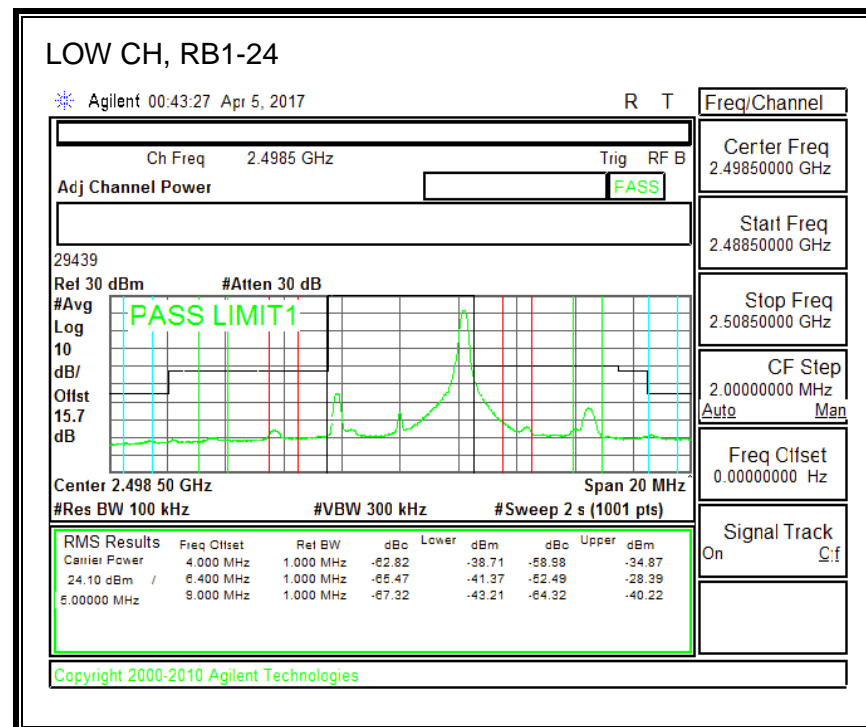 LOW CH, RB1-24
Agilent 00:43:27 Apr 5, 2017 R T
Freq/Channel
Ch Freq 2.4985 GHz Trig RF B
Adj Channel Power PASS
Center Freq
2.49850000 GHz
Start Freq
2.48850000 GHz
Stop Freq
2.50850000 GHz
CF Step
2.00000000 MHz
Auto Man
Freq Offset
0.00000000 Hz
Signal Track
On Off
29439
Ref 30 dBm #Atten 30 dB
#Avg
Log
10
dB/
Offst
15.7
dB
PASS LIMIT1
Center 2.498 50 GHz Span 20 MHz^
#Res BW 100 kHz #VBW 300 kHz #Sweep 2 s (1001 pts)
RMS Results Freq Offset Ref BW dBc Lower dBm dBc Upper dBm
Carrier Power 4.000 MHz 1.000 MHz -62.82 -38.71 -58.98 -34.87
24.10 dBm / 6.400 MHz 1.000 MHz -65.47 -41.37 -52.49 -28.39
5.00000 MHz 9.000 MHz 1.000 MHz -67.32 -43.21 -64.32 -40.22
Copyright 2000-2010 Agilent Technologies